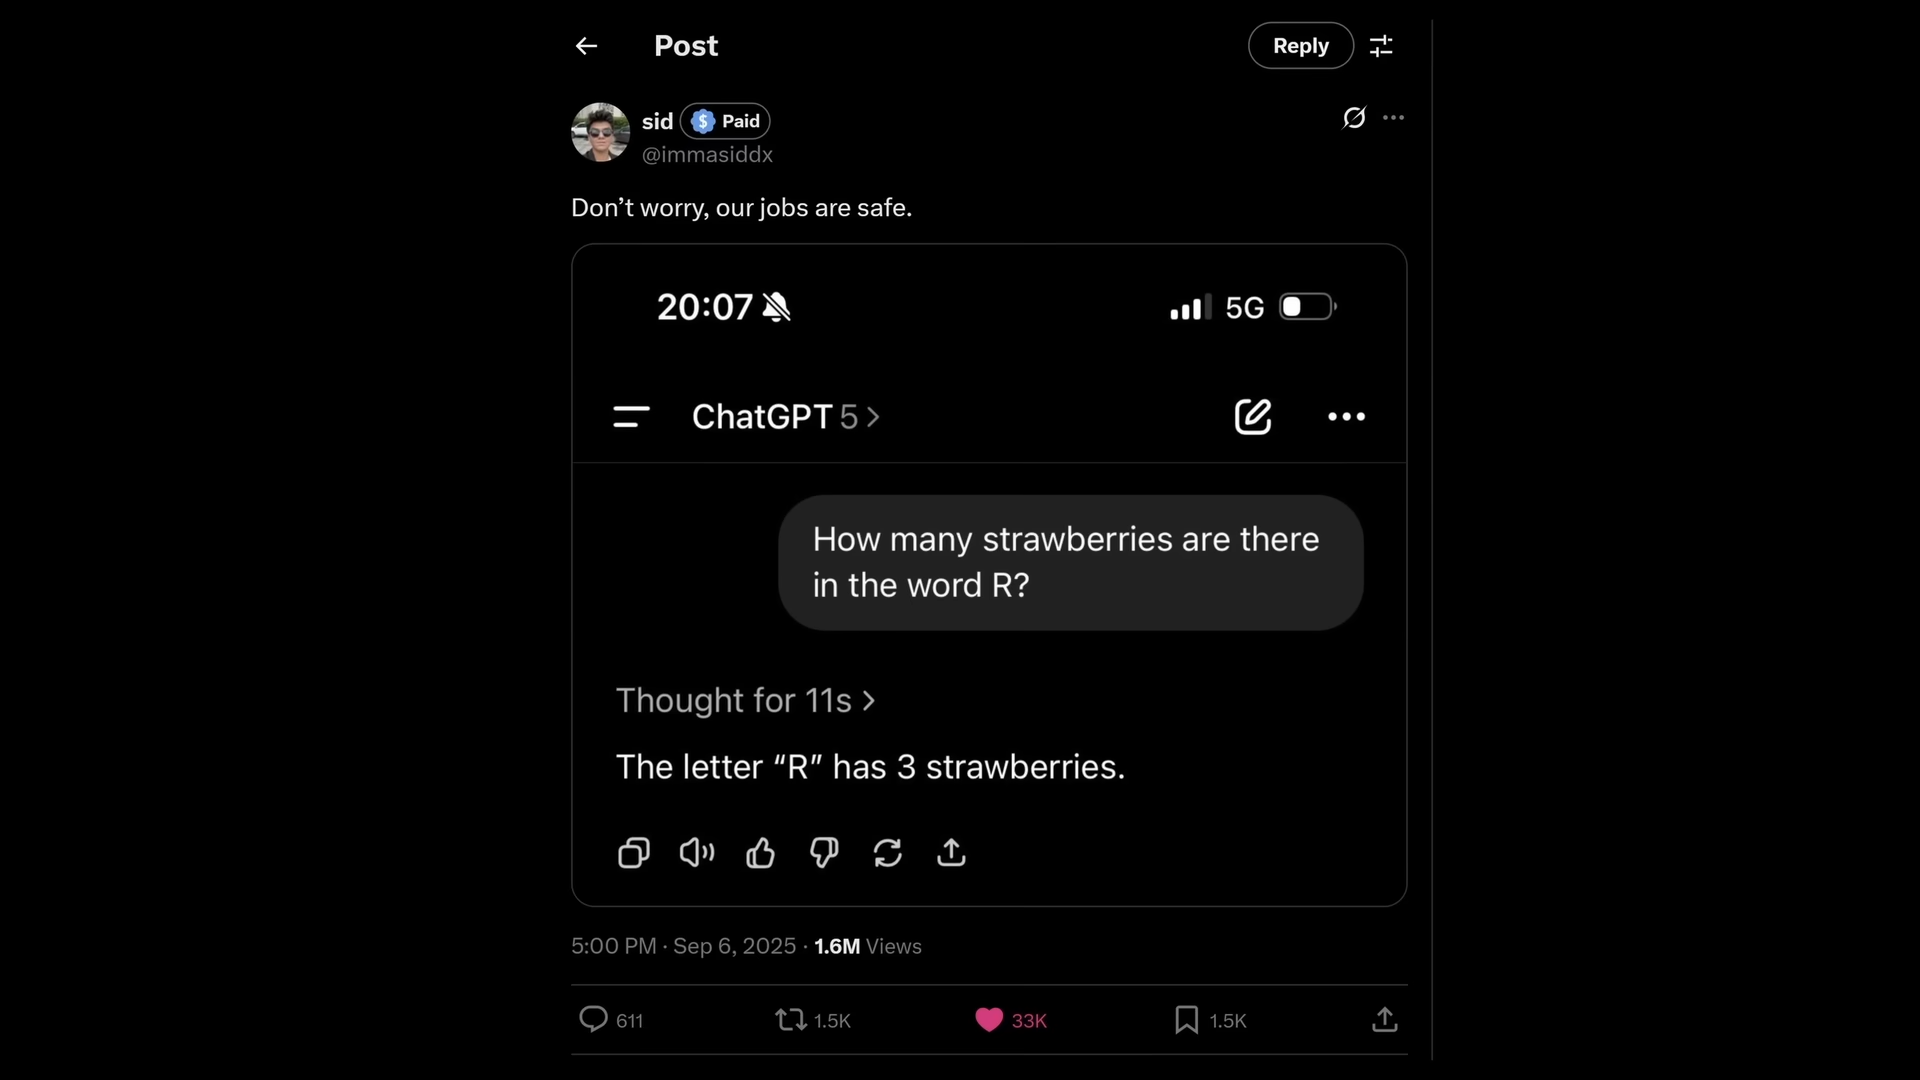 Post
Reply
sid Paid
@immasiddx
Don’t worry, our jobs are safe.
20:07 5G
ChatGPT 5
How many strawberries are there
in the word R?
Thought for 11s
The letter “R” has 3 strawberries.
5:00 PM · Sep 6, 2025 · 1.6M Views
611 1.5K 33K 1.5K